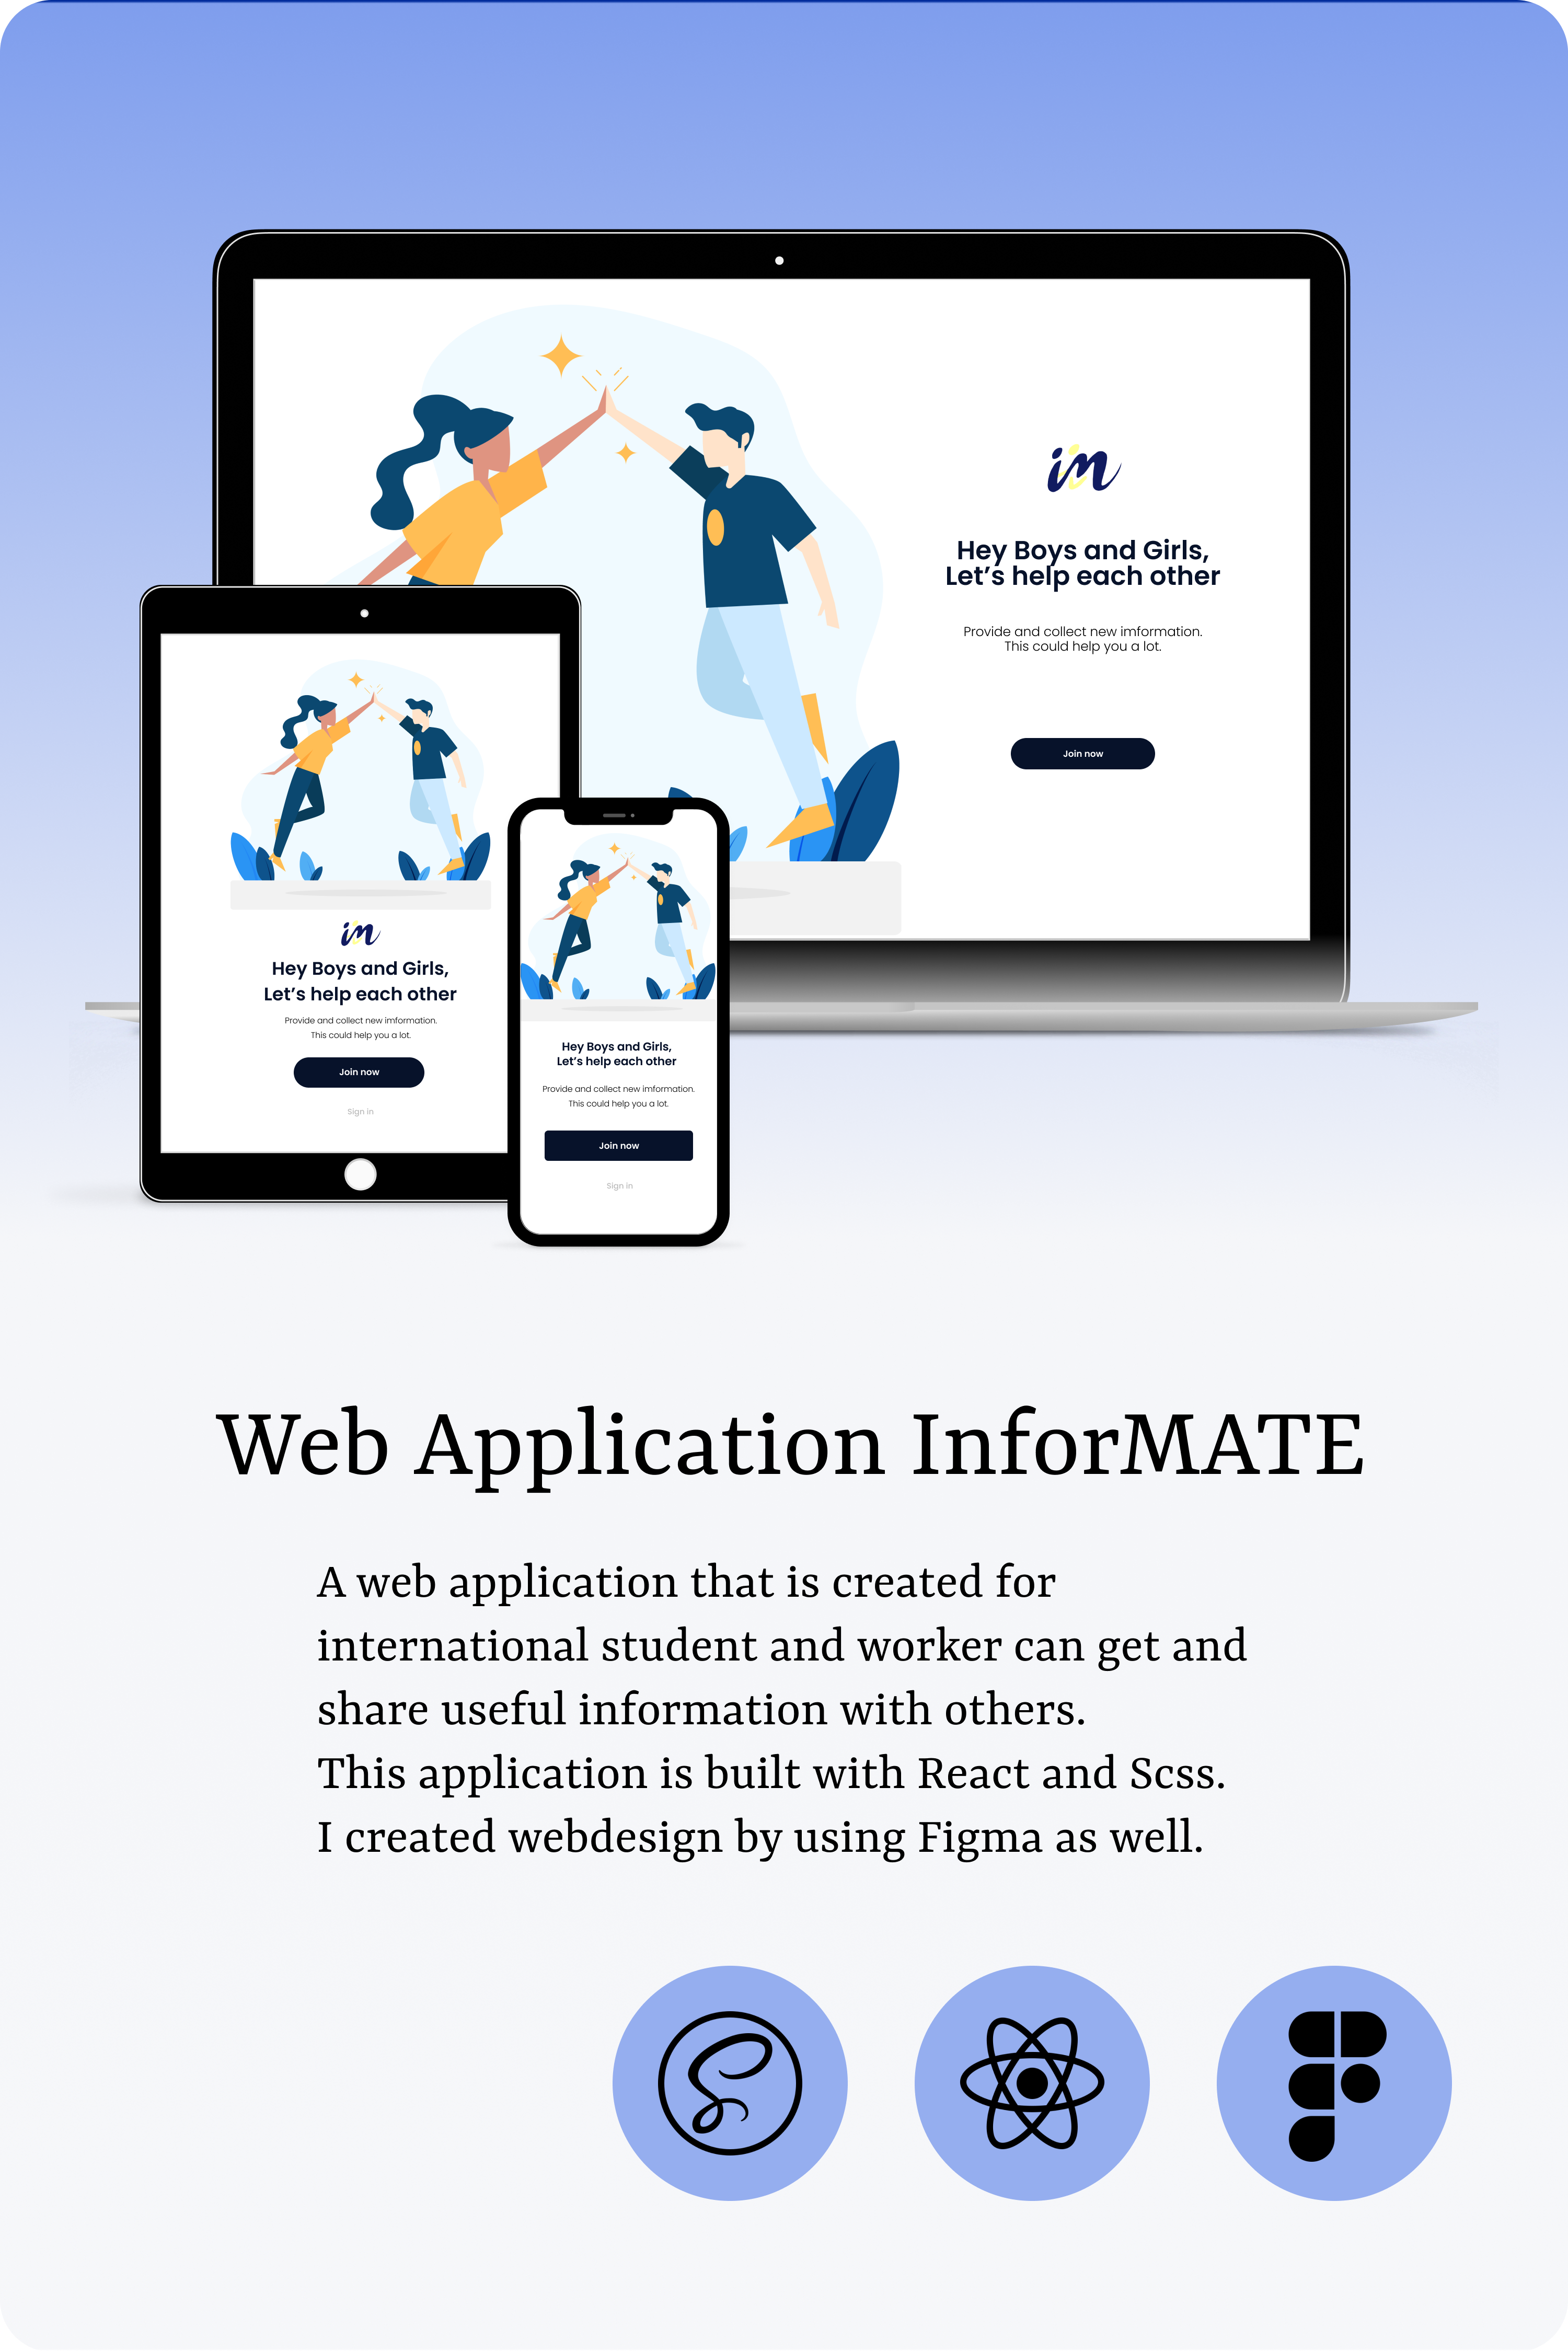 im
Hey Boys and Girls,
Let's help each other
Provide and collect new imformation.
This could help you a lot.
Join now
im
Hey Boys and Girls,
Let's help each other
Provide and collect new imformation.
This could help you a lot.
Join now
Sign in
Hey Boys and Girls,
Let's help each other
Provide and collect new imformation.
This could help you a lot.
Join now
Sign in
Web Application InforMATE
A web application that is created for
international student and worker can get and
share useful information with others.
This application is built with React and Scss.
I created webdesign by using Figma as well.